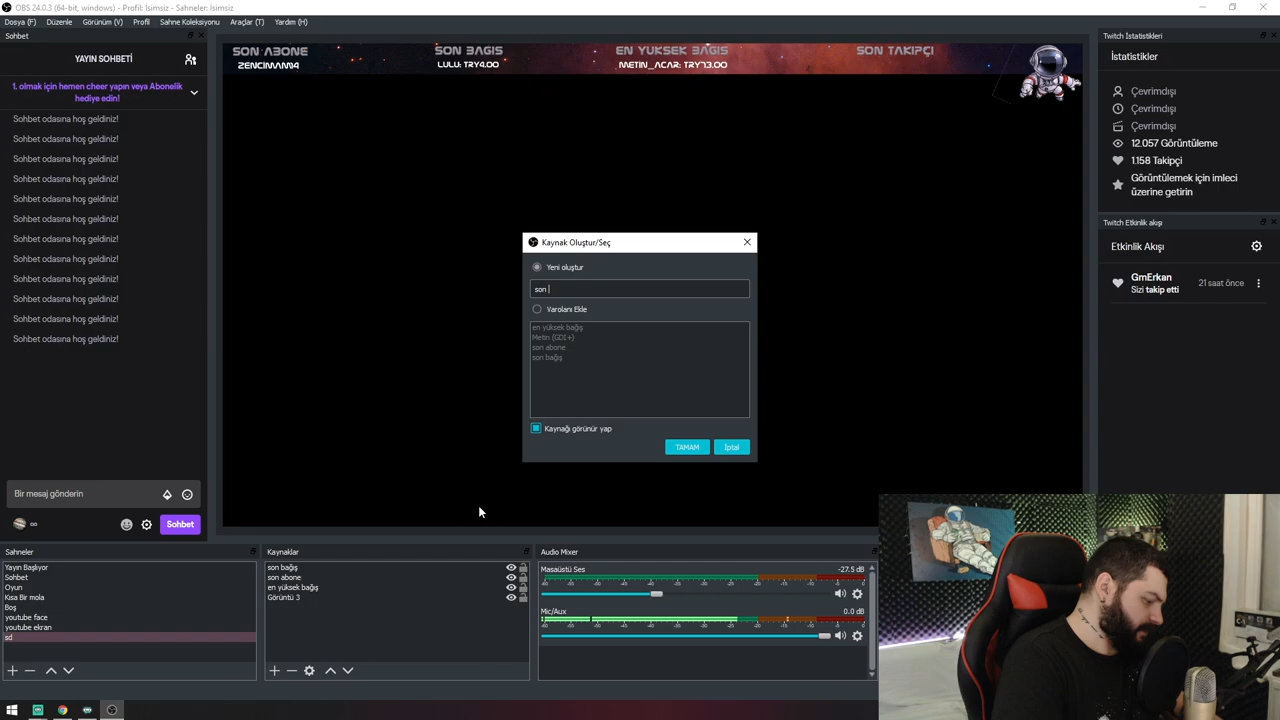 OBS 24.0.3 (64-bit, windows) - Profil: İsimsiz - Sahneler: İsimsiz
Dosya (F) Düzenle Görünüm (V) Profil Sahne Koleksiyonu Araçlar (T) Yardım (H)
Sohbet
YAYIN SOHBETİ
1. olmak için hemen cheer yapın veya Abonelik
hediye edin!
Sohbet odasına hoş geldiniz!
Sohbet odasına hoş geldiniz!
Sohbet odasına hoş geldiniz!
Sohbet odasına hoş geldiniz!
Sohbet odasına hoş geldiniz!
Sohbet odasına hoş geldiniz!
Sohbet odasına hoş geldiniz!
Sohbet odasına hoş geldiniz!
Sohbet odasına hoş geldiniz!
Sohbet odasına hoş geldiniz!
Sohbet odasına hoş geldiniz!
Sohbet odasına hoş geldiniz!
Bir mesaj gönderin
Sohbet
SON ABONE SON BAGIS EN YUKSEK BAGIS SON TAKIPÇI
ZENCIMAN14 LULU: TRY4.00 METIN_ACAR: TRY73.00
Kaynak Oluştur/Seç
Yeni oluştur
son
Varolanı Ekle
en yüksek bağış
Metin (GDI+)
son abone
son bağış
Kaynağı görünür yap
TAMAM İptal
Twitch İstatistikleri
İstatistikler
Çevrimdışı
Çevrimdışı
Çevrimdışı
12.057 Görüntüleme
1.158 Takipçi
Görüntülemek için imleci
üzerine getirin
Twitch Etkinlik akışı
Etkinlik Akışı
GmErkan
Sizi takip etti
21 saat önce
Sahneler
Yayın Başlıyor
Sohbet
Oyun
Kısa Bir mola
Boş
youtube face
youtube ekran
sd
Kaynaklar
son bağış
son abone
en yüksek bağış
Görüntü 3
Audio Mixer
Masaüstü Ses -27.5 dB
Mic/Aux 0.0 dB